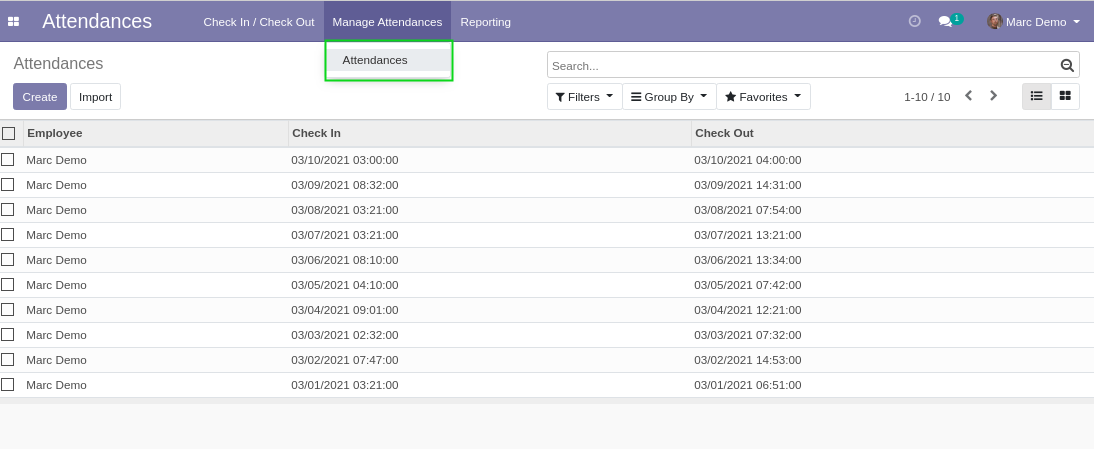 Attendances Check In / Check Out Manage Attendances Reporting 1 Marc Demo
Attendances
Attendances
Search...
Create Import Filters Group By Favorites 1-10 / 10
Employee Check In Check Out
Marc Demo 03/10/2021 03:00:00 03/10/2021 04:00:00
Marc Demo 03/09/2021 08:32:00 03/09/2021 14:31:00
Marc Demo 03/08/2021 03:21:00 03/08/2021 07:54:00
Marc Demo 03/07/2021 03:21:00 03/07/2021 13:21:00
Marc Demo 03/06/2021 08:10:00 03/06/2021 13:34:00
Marc Demo 03/05/2021 04:10:00 03/05/2021 07:42:00
Marc Demo 03/04/2021 09:01:00 03/04/2021 12:21:00
Marc Demo 03/03/2021 02:32:00 03/03/2021 07:32:00
Marc Demo 03/02/2021 07:47:00 03/02/2021 14:53:00
Marc Demo 03/01/2021 03:21:00 03/01/2021 06:51:00